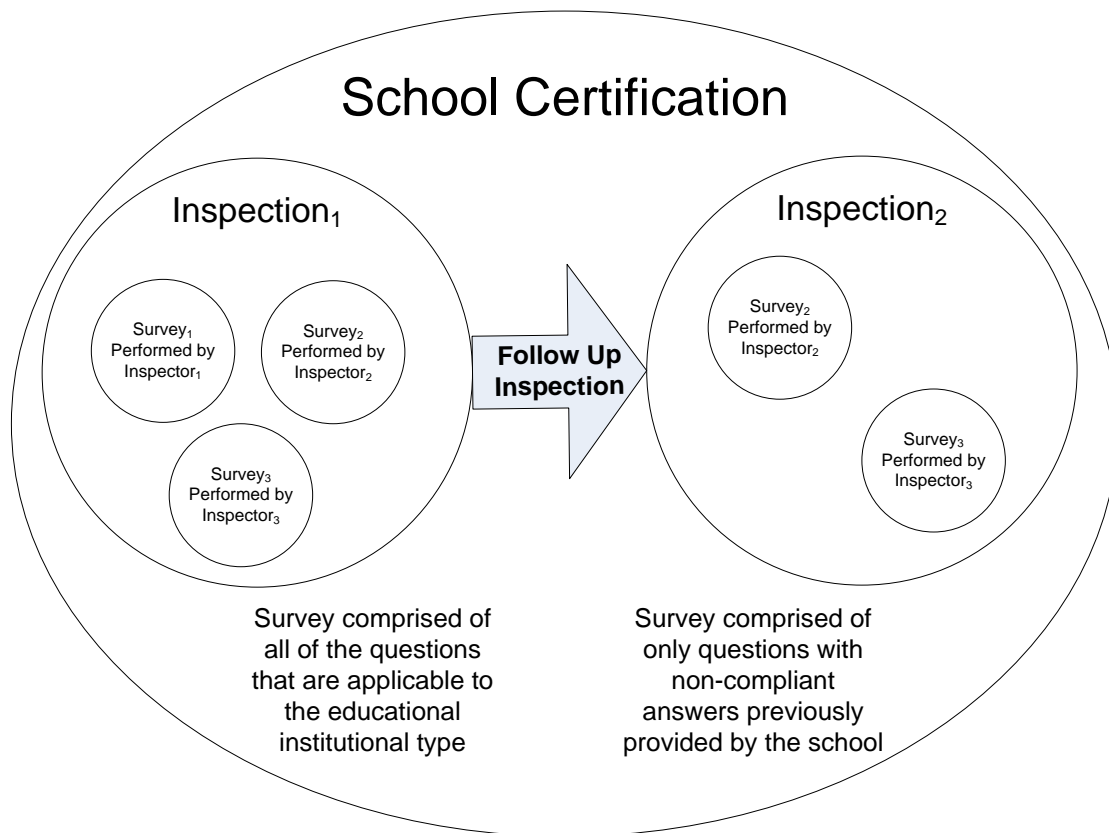 School Certification
Inspection₁
Survey₁
Performed by
Inspector₁
Survey₂
Performed by
Inspector₂
Survey₃
Performed by
Inspector₃
Follow Up
Inspection
Inspection₂
Survey₂
Performed by
Inspector₂
Survey₃
Performed by
Inspector₃
Survey comprised of
all of the questions
that are applicable to
the educational
institutional type
Survey comprised of
only questions with
non-compliant
answers previously
provided by the school